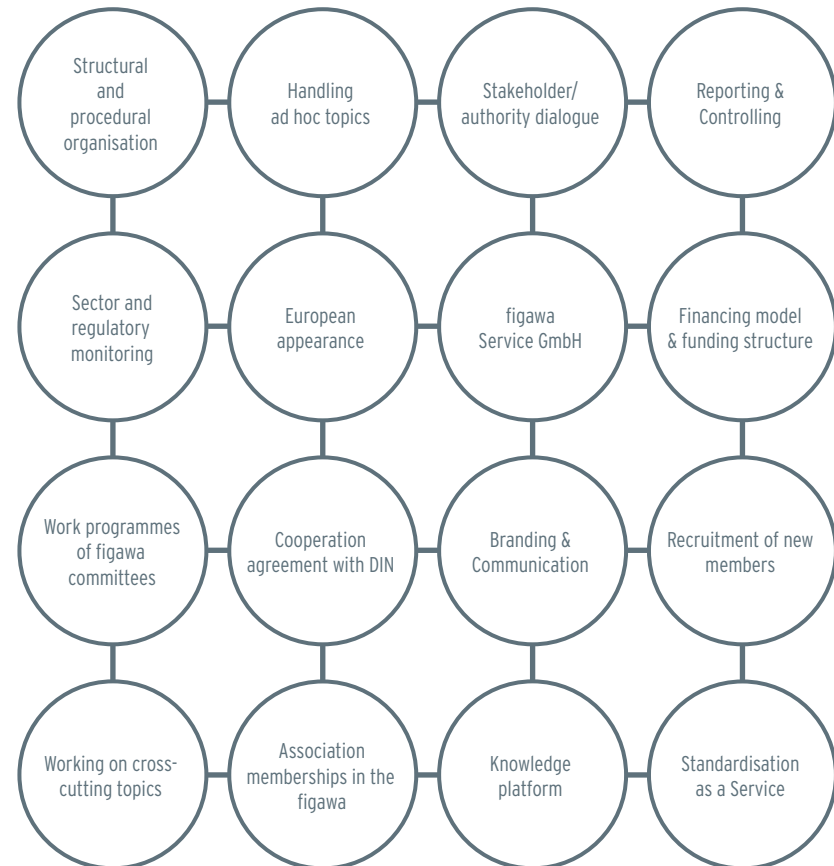 Structural
and
procedural
organisation
Handling
ad hoc topics
Stakeholder/
authority dialogue
Reporting &
Controlling
Sector and
regulatory
monitoring
European
appearance
figawa
Service GmbH
Financing model
& funding structure
Work programmes
of figawa
committees
Cooperation
agreement with DIN
Branding &
Communication
Recruitment of new
members
Working on cross-
cutting topics
Association
memberships in the
figawa
Knowledge
platform
Standardisation
as a Service